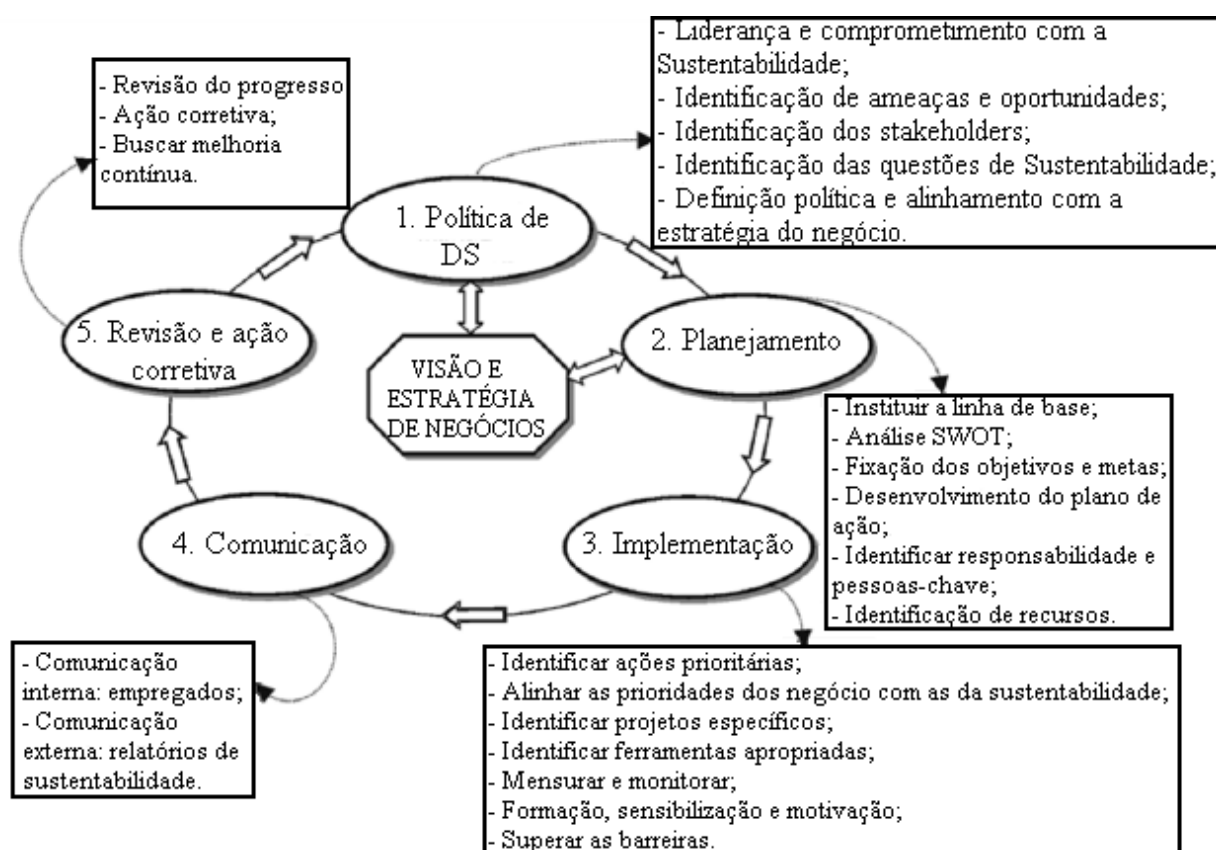 - Liderança e comprometimento com a
Sustentabilidade;
- Identificação de ameaças e oportunidades;
- Identificação dos stakeholders;
- Identificação das questões de Sustentabilidade;
- Definição política e alinhamento com a
estratégia do negócio.
- Revisão do progresso
- Ação corretiva;
- Buscar melhoria
contínua.
1. Política de
DS
5. Revisão e ação
corretiva
VISÃO E
ESTRATÉGIA
DE NEGÓCIOS
2. Planejamento
- Instituir a linha de base;
- Análise SWOT;
- Fixação dos objetivos e metas;
- Desenvolvimento do plano de
ação;
- Identificar responsabilidade e
pessoas-chave;
- Identificação de recursos.
4. Comunicação
3. Implementação
- Comunicação
interna: empregados;
- Comunicação
externa: relatórios de
sustentabilidade.
- Identificar ações prioritárias;
- Alinhar as prioridades dos negócio com as da sustentabilidade;
- Identificar projetos específicos;
- Identificar ferramentas apropriadas;
- Mensurar e monitorar;
- Formação, sensibilização e motivação;
- Superar as barreiras.